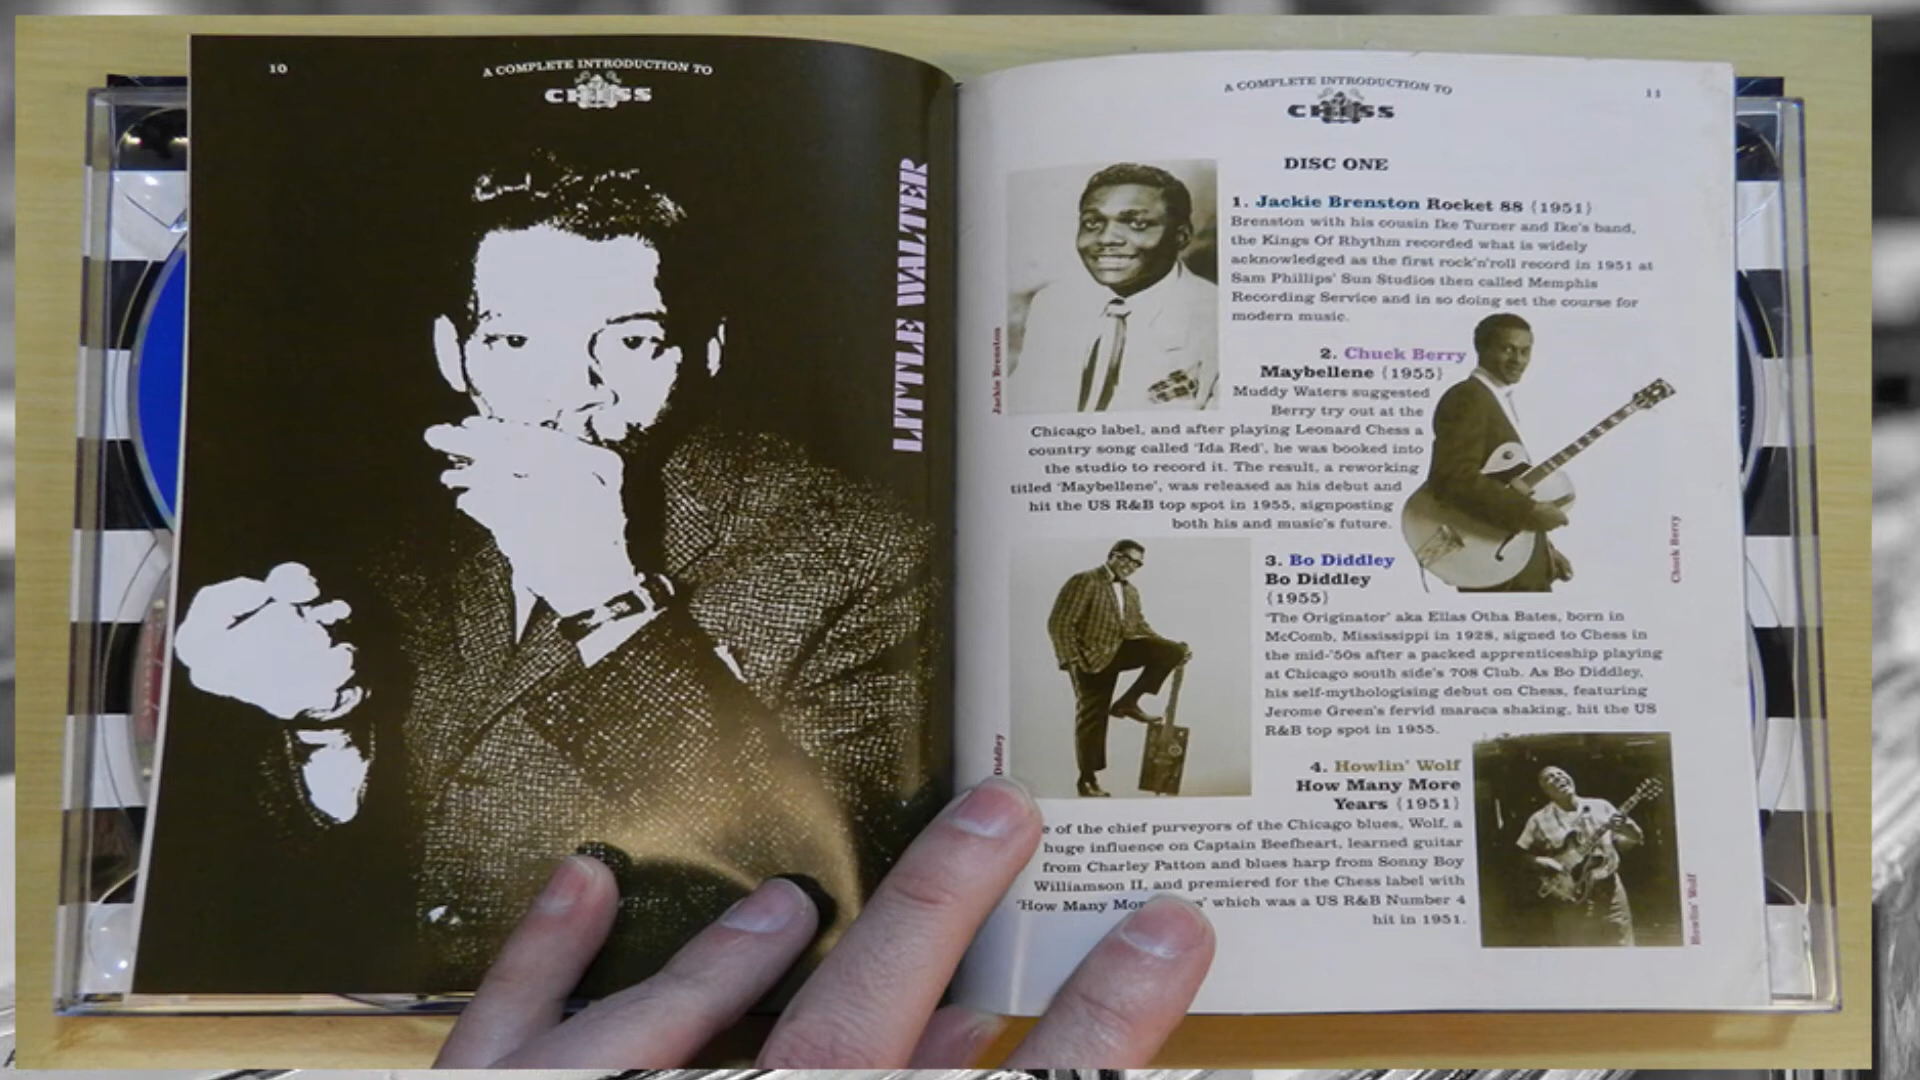 10
A COMPLETE INTRODUCTION TO
CHESS
LITTLE WALTER
A COMPLETE INTRODUCTION TO
CHESS
11
DISC ONE
Jackie Brenston
1. Jackie Brenston Rocket 88 {1951}
Brenston with his cousin Ike Turner and Ike's band,
the Kings Of Rhythm recorded what is widely
acknowledged as the first rock'n'roll record in 1951 at
Sam Phillips' Sun Studios then called Memphis
Recording Service and in so doing set the course for
modern music.
2. Chuck Berry
Maybellene {1955}
Muddy Waters suggested
Berry try out at the
Chicago label, and after playing Leonard Chess a
country song called 'Ida Red', he was booked into
the studio to record it. The result, a reworking
titled 'Maybellene', was released as his debut and
hit the US R&B top spot in 1955, signposting
both his and music's future.
Chuck Berry
3. Bo Diddley
Bo Diddley
{1955}
'The Originator' aka Ellas Otha Bates, born in
McComb, Mississippi in 1928, signed to Chess in
the mid-'50s after a packed apprenticeship playing
at Chicago south side's 708 Club. As Bo Diddley,
his self-mythologising debut on Chess, featuring
Jerome Green's fervid maraca shaking, hit the US
R&B top spot in 1955.
Diddley
4. Howlin' Wolf
How Many More
Years {1951}
e of the chief purveyors of the Chicago blues, Wolf, a
huge influence on Captain Beefheart, learned guitar
from Charley Patton and blues harp from Sonny Boy
Williamson II, and premiered for the Chess label with
'How Many Mor s' which was a US R&B Number 4
hit in 1951.
Howlin' Wolf